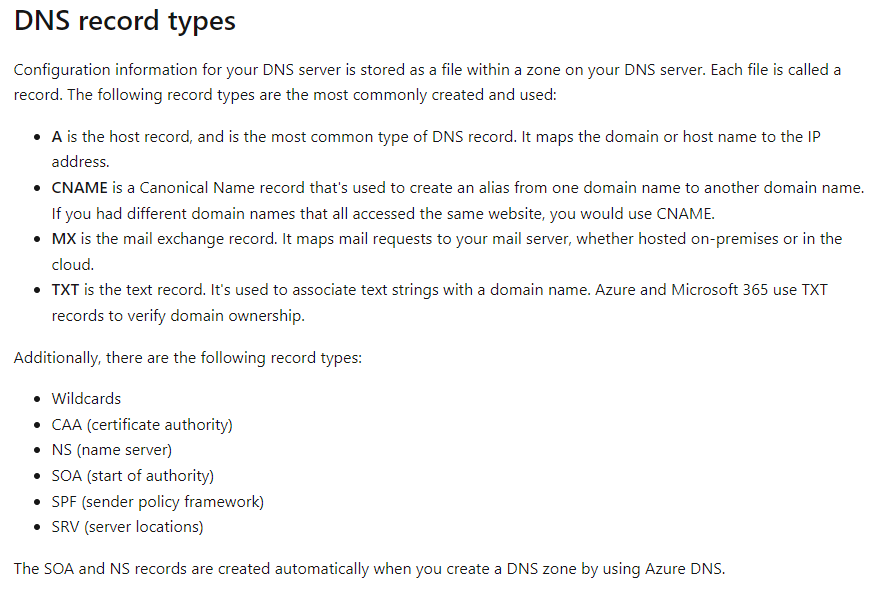 DNS record types
Configuration information for your DNS server is stored as a file within a zone on your DNS server. Each file is called a
record. The following record types are the most commonly created and used:
• A is the host record, and is the most common type of DNS record. It maps the domain or host name to the IP
address.
• CNAME is a Canonical Name record that's used to create an alias from one domain name to another domain name.
If you had different domain names that all accessed the same website, you would use CNAME.
• MX is the mail exchange record. It maps mail requests to your mail server, whether hosted on-premises or in the
cloud.
• TXT is the text record. It's used to associate text strings with a domain name. Azure and Microsoft 365 use TXT
records to verify domain ownership.
Additionally, there are the following record types:
• Wildcards
• CAA (certificate authority)
• NS (name server)
• SOA (start of authority)
• SPF (sender policy framework)
• SRV (server locations)
The SOA and NS records are created automatically when you create a DNS zone by using Azure DNS.